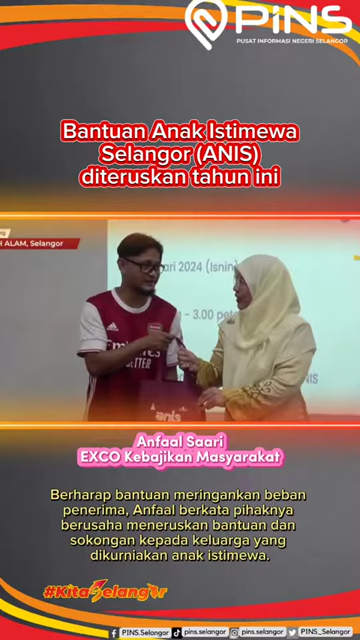 PiNS
PUSAT INFORMASI NEGERI SELANGOR
Bantuan Anak Istimewa
Selangor (ANIS)
diteruskan tahun ini
H ALAM, Selangor
ari 2024 (Isnin)
- 3.00 pet
Emirates
BETTER
anis
NIS
Anfaal Saari
EXCO Kebajikan Masyarakat
Berharap bantuan meringankan beban
penerima, Anfaal berkata pihaknya
berusaha meneruskan bantuan dan
sokongan kepada keluarga yang
dikurniakan anak istimewa.
#KitaSelangor
PINS.Selangor pins.selangor pins.selangor PINS_Selangor